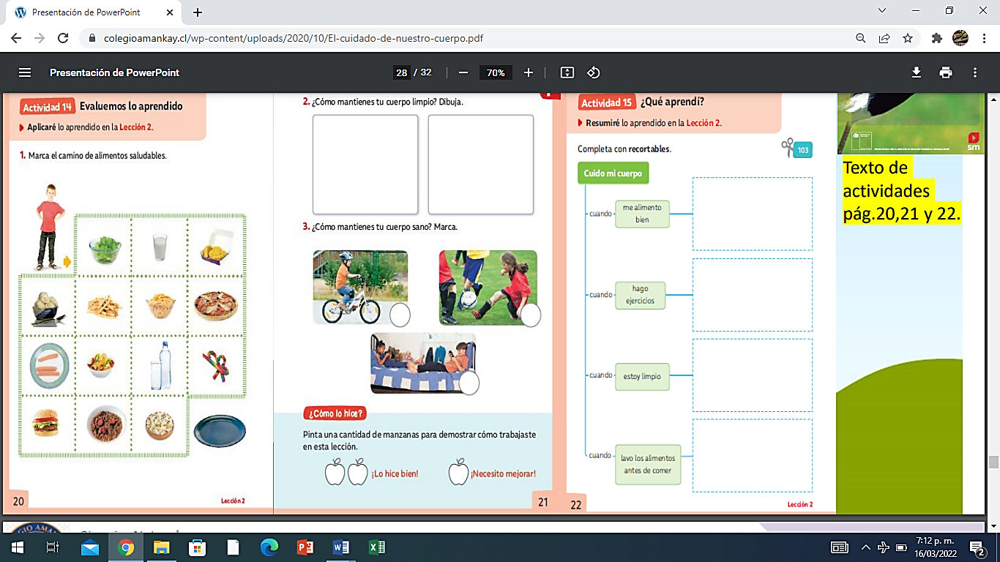 Presentación de PowerPoint
colegioamankay.cl/wp-content/uploads/2020/10/El-cuidado-de-nuestro-cuerpo.pdf
Presentación de PowerPoint
28 / 32
70%
Actividad 14 Evaluemos lo aprendido
Aplicaré lo aprendido en la Lección 2.
1. Marca el camino de alimentos saludables.
20
Lección 2
2. ¿Cómo mantienes tu cuerpo limpio? Dibuja.
3. ¿Cómo mantienes tu cuerpo sano? Marca.
¿Cómo lo hice?
Pinta una cantidad de manzanas para demostrar cómo trabajaste
en esta lección.
¡Lo hice bien!
¡Necesito mejorar!
21
Actividad 15 ¿Qué aprendí?
Resumiré lo aprendido en la Lección 2.
Completa con recortables.
103
Cuido mi cuerpo
cuando
me alimento
bien
cuando
hago
ejercicios
cuando
estoy limpio
cuando
lavo los alimentos
antes de comer
22
Lección 2
sm
Texto de
actividades
pág.20,21 y 22.
7:12 p. m.
16/03/2022
2